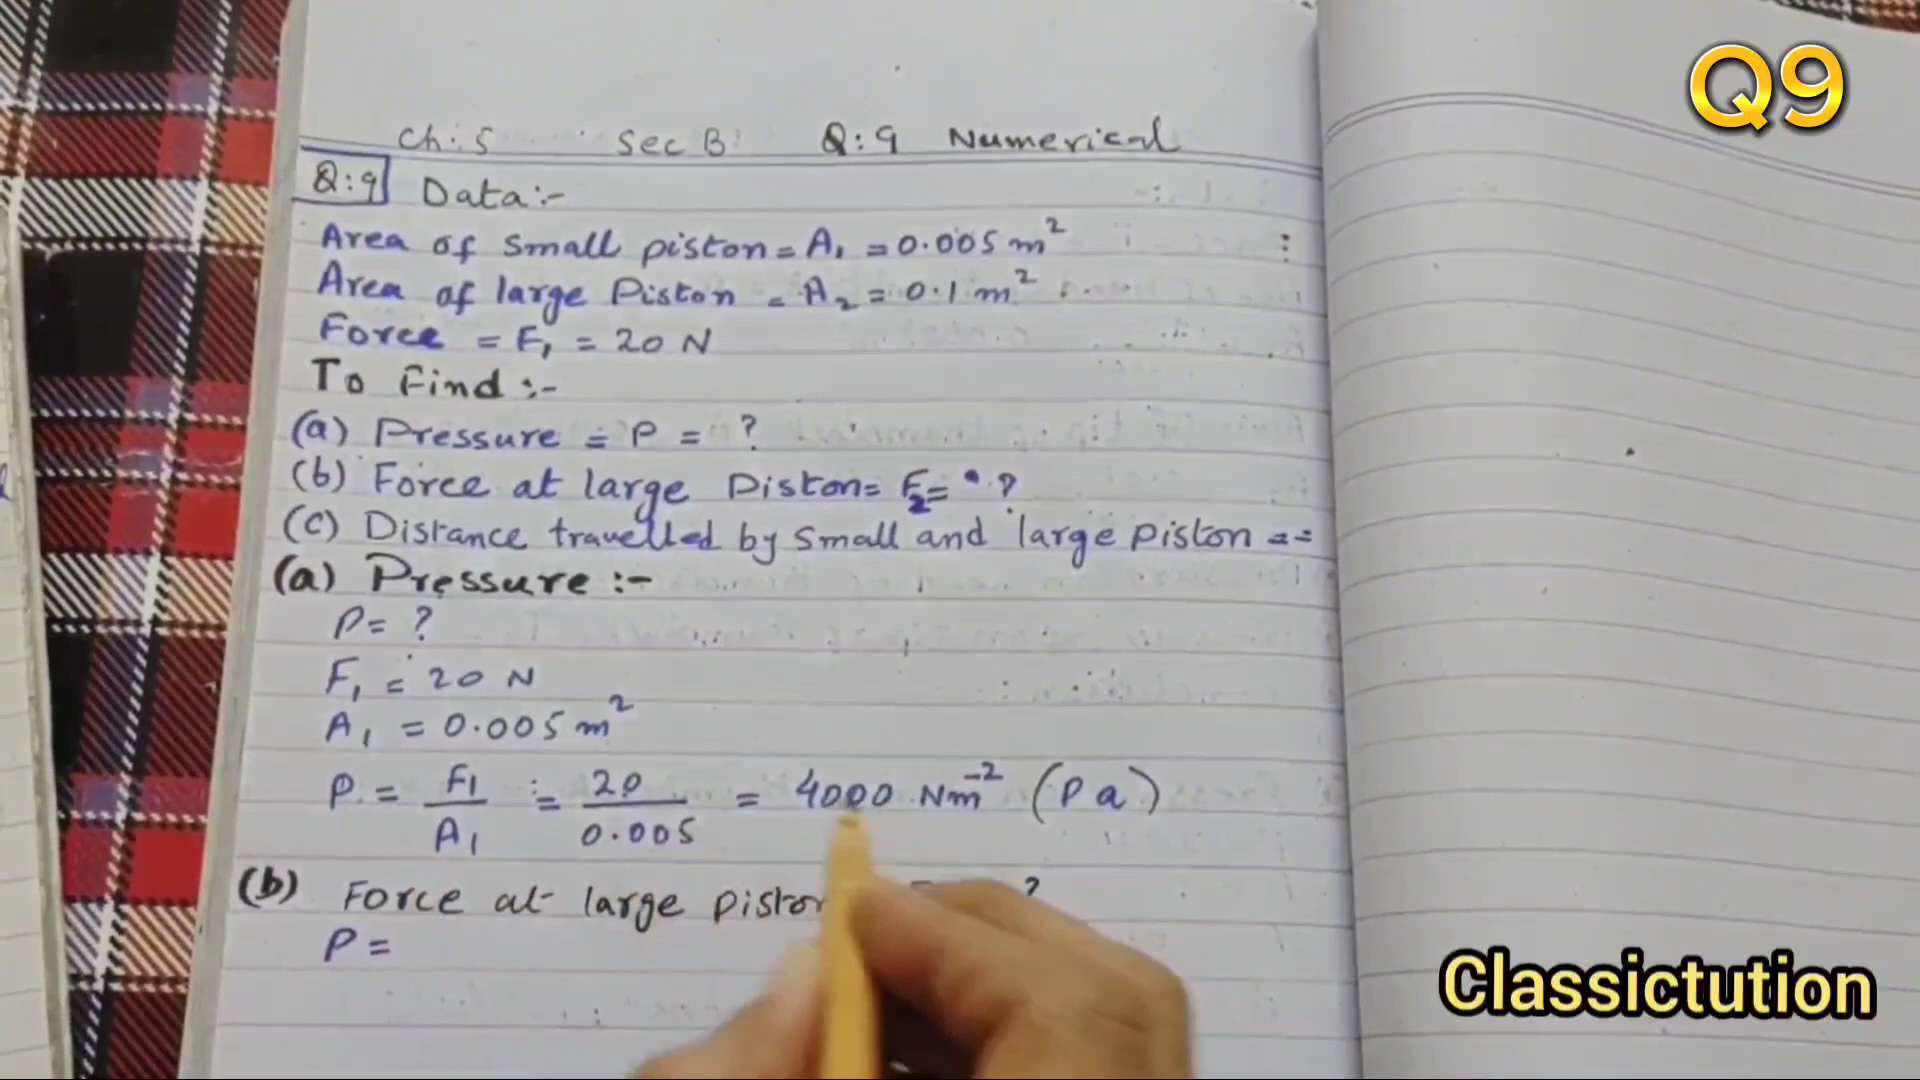 Q9
Ch:5 Sec B Q:9 Numerical
Q:9 Data:-
Area of small piston = A₁ = 0.005 m²
Area of large Piston = A₂ = 0.1 m²
Force = F₁ = 20 N
To Find :-
(a) Pressure = P = ?
(b) Force at large Piston = F₂ = ?
(c) Distance travelled by small and large piston ==
(a) Pressure :-
P = ?
F₁ = 20 N
A₁ = 0.005 m²
P = F₁/A₁ = 20/0.005 = 4000 Nm⁻² (Pa)
(b) Force at large piston ?
P =
Classictution